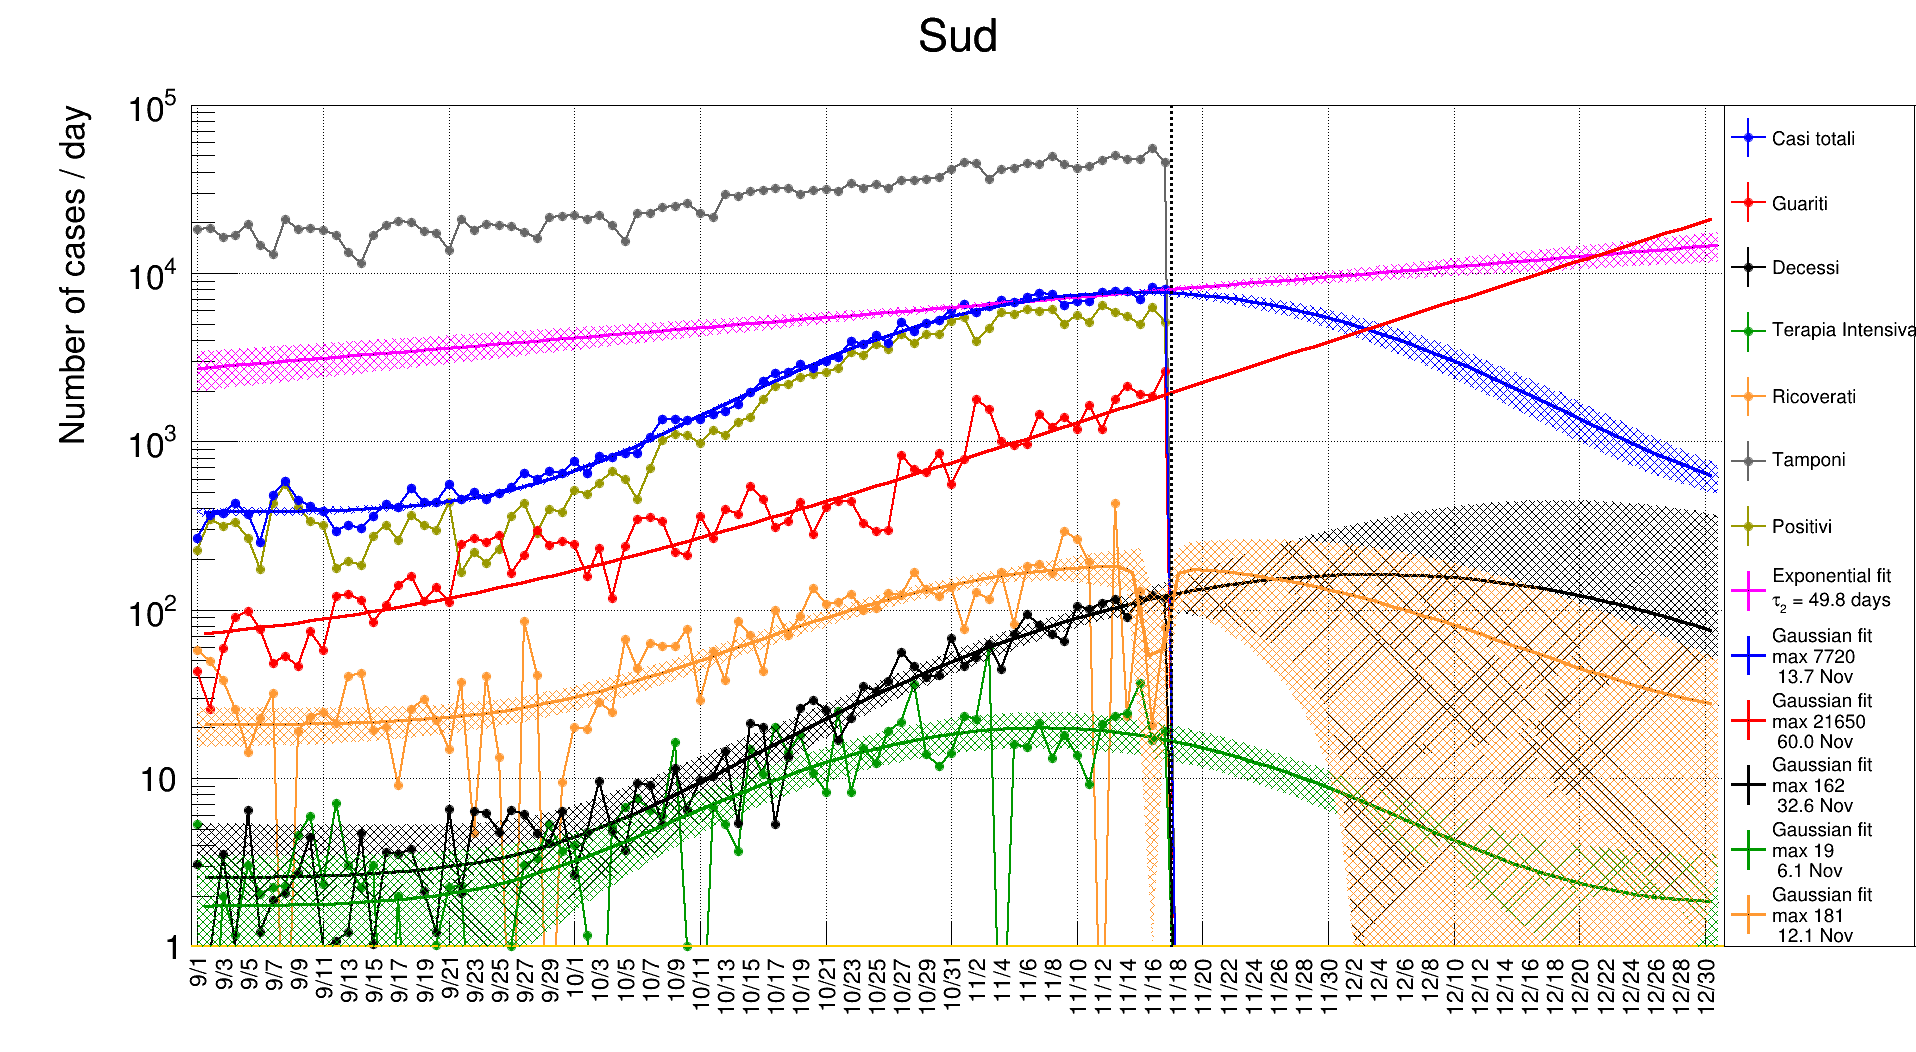 Sud
Number of cases / day
10^5
10^4
10^3
10^2
10
1
9/1
9/3
9/5
9/7
9/9
9/11
9/13
9/15
9/17
9/19
9/21
9/23
9/25
9/27
9/29
10/1
10/3
10/5
10/7
10/9
10/11
10/13
10/15
10/17
10/19
10/21
10/23
10/25
10/27
10/29
10/31
11/2
11/4
11/6
11/8
11/10
11/12
11/14
11/16
11/18
11/20
11/22
11/24
11/26
11/28
11/30
12/2
12/4
12/6
12/8
12/10
12/12
12/14
12/16
12/18
12/20
12/22
12/24
12/26
12/28
12/30
Casi totali
Guariti
Decessi
Terapia Intensiva
Ricoverati
Tamponi
Positivi
Exponential fit
τ2 = 49.8 days
Gaussian fit
max 7720
13.7 Nov
Gaussian fit
max 21650
60.0 Nov
Gaussian fit
max 162
32.6 Nov
Gaussian fit
max 19
6.1 Nov
Gaussian fit
max 181
12.1 Nov